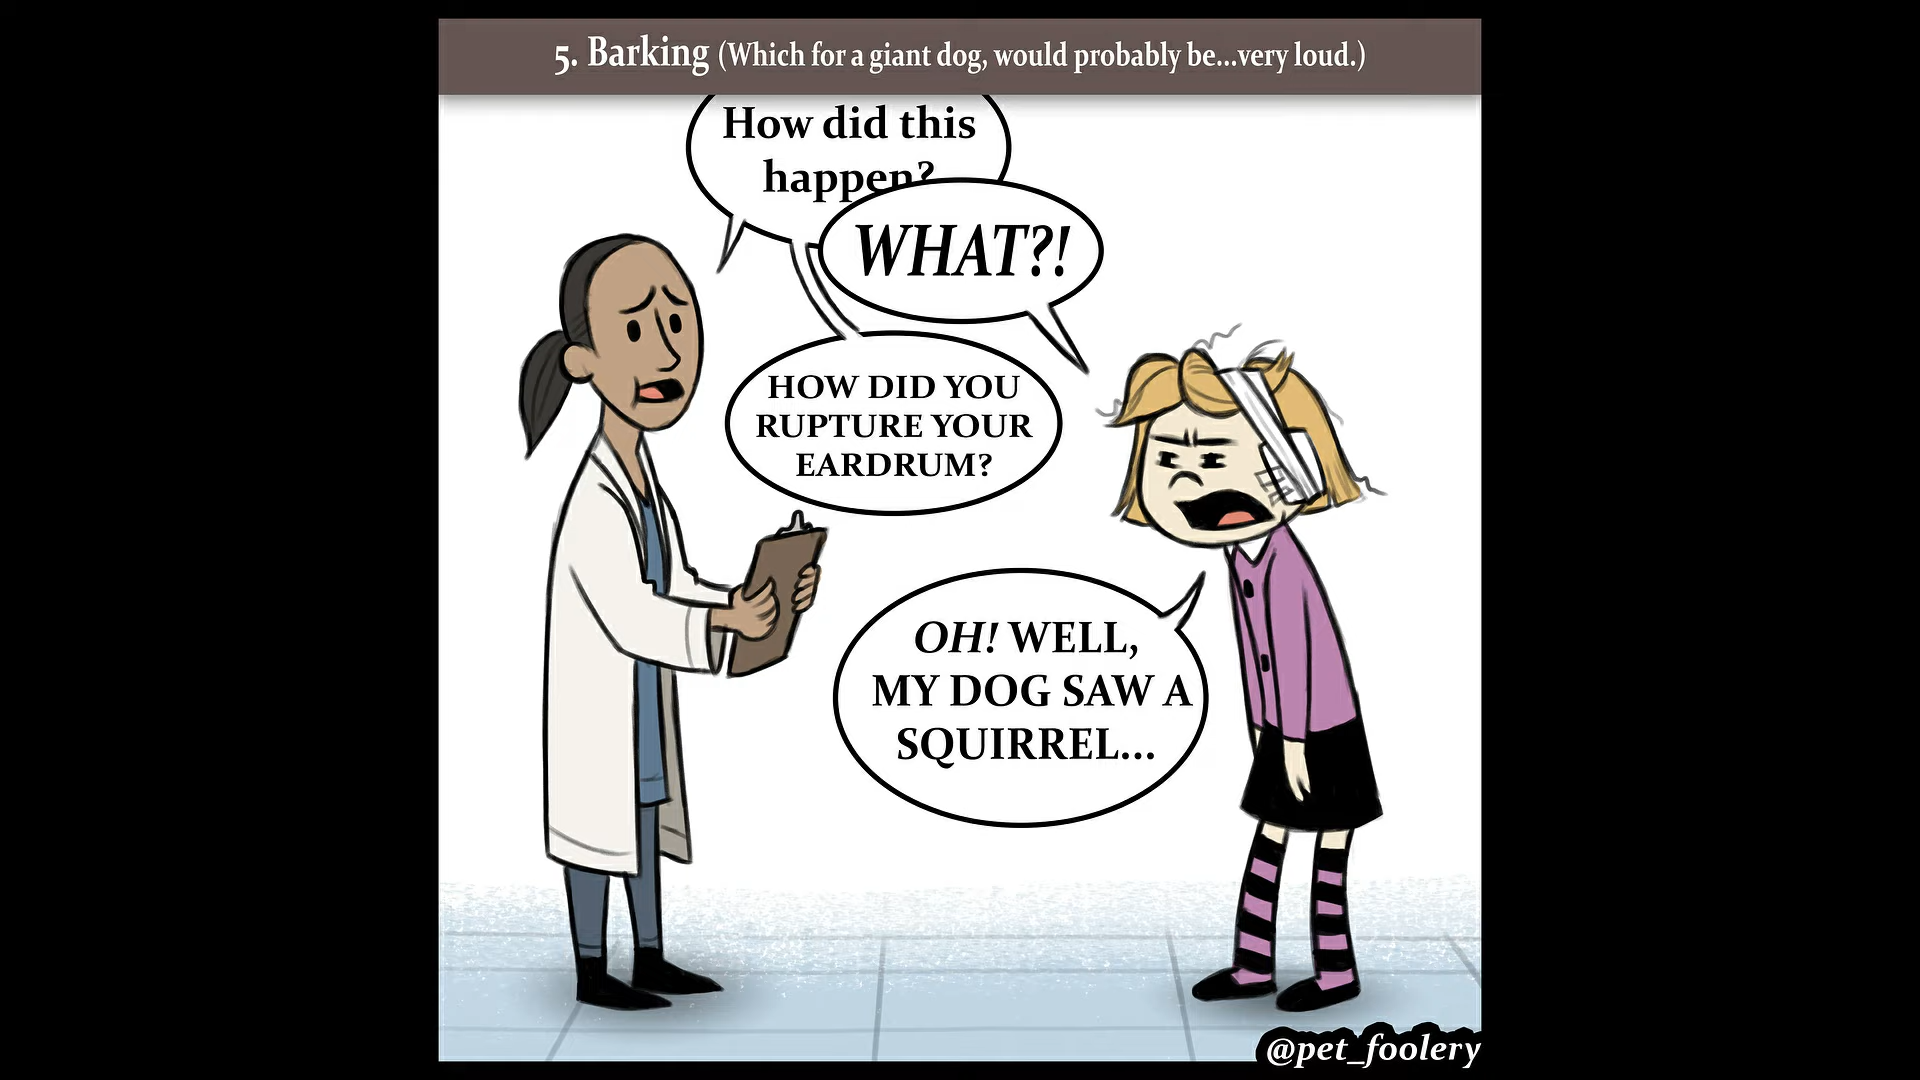 5. Barking (Which for a giant dog, would probably be...very loud.)
How did this
happen?
WHAT?!
HOW DID YOU
RUPTURE YOUR
EARDRUM?
OH! WELL,
MY DOG SAW A
SQUIRREL...
@pet_foolery